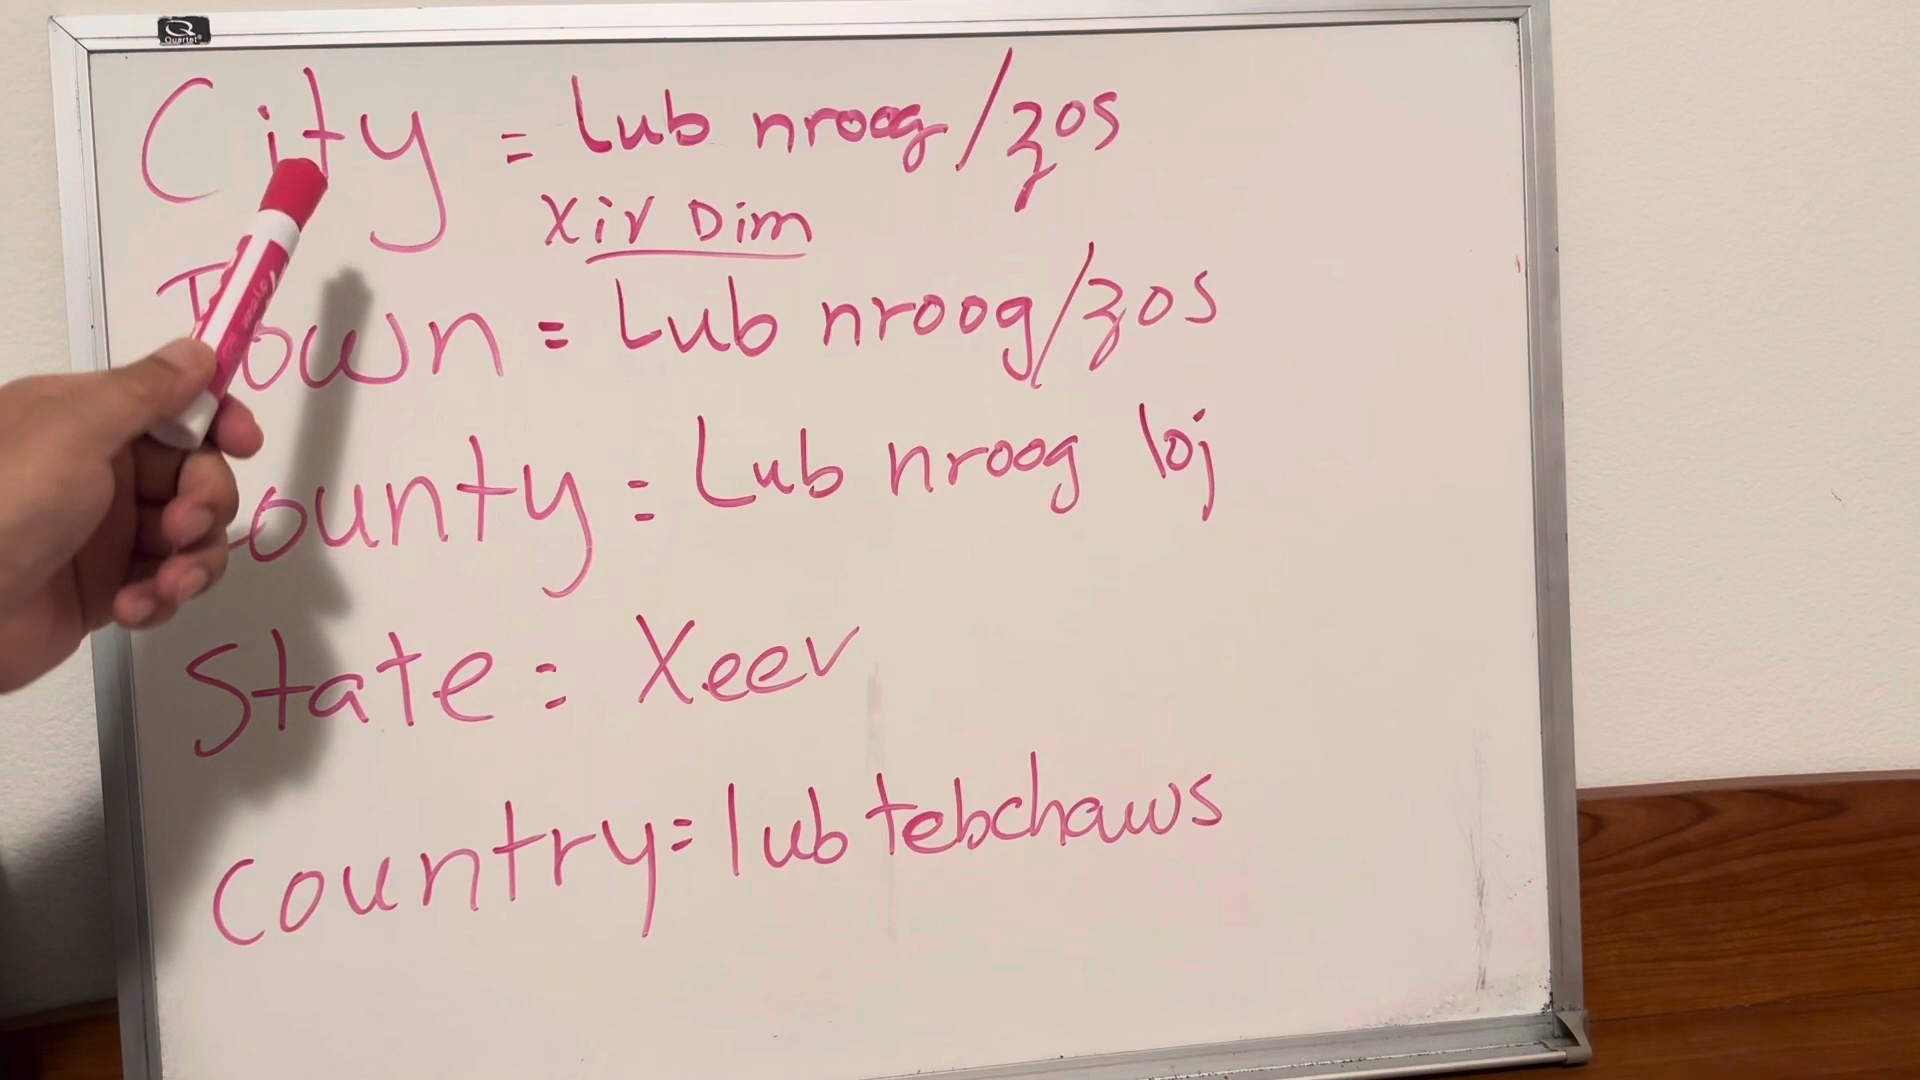 Quartet
City = Lub nroog/zos
Xiv Dim
Town = Lub nroog/zos
County = Lub nroog loj
State = Xeev
Country = lub tebchaws